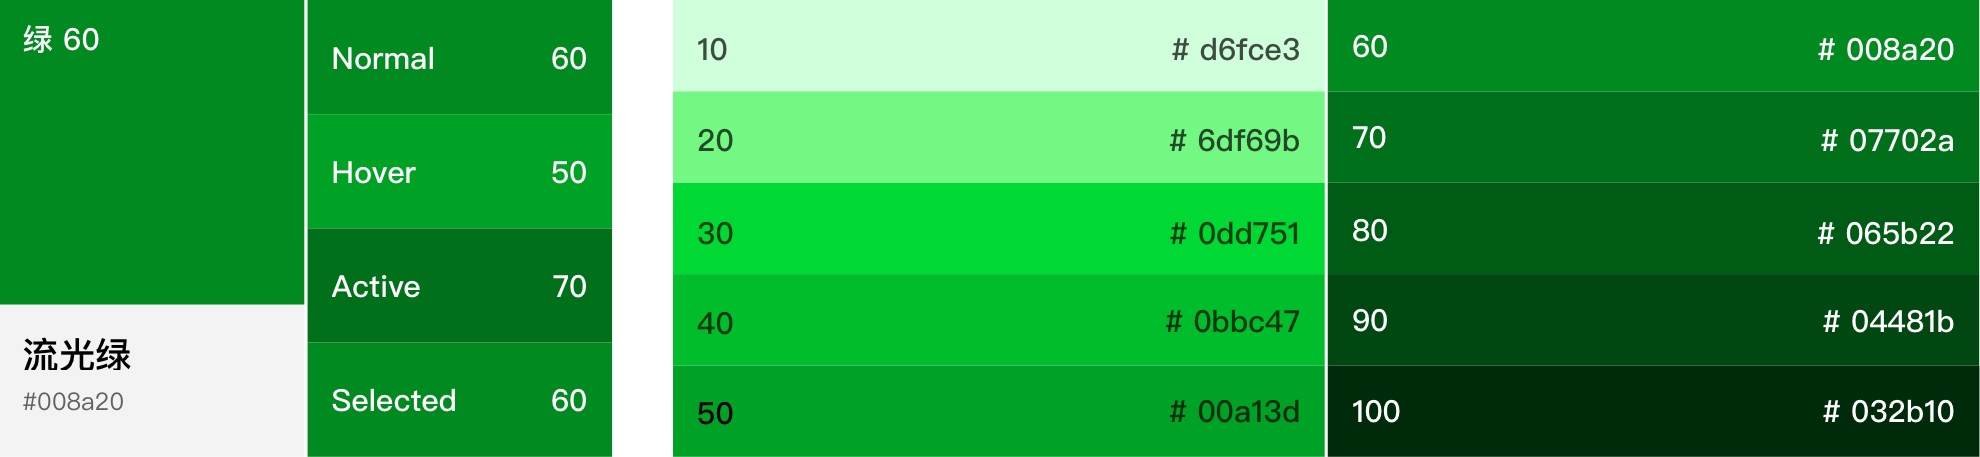 绿 60
流光绿
#008a20
Normal 60
Hover 50
Active 70
Selected 60
10 # d6fce3
20 # 6df69b
30 # 0dd751
40 # 0bbc47
50 # 00a13d
60 # 008a20
70 # 07702a
80 # 065b22
90 # 04481b
100 # 032b10